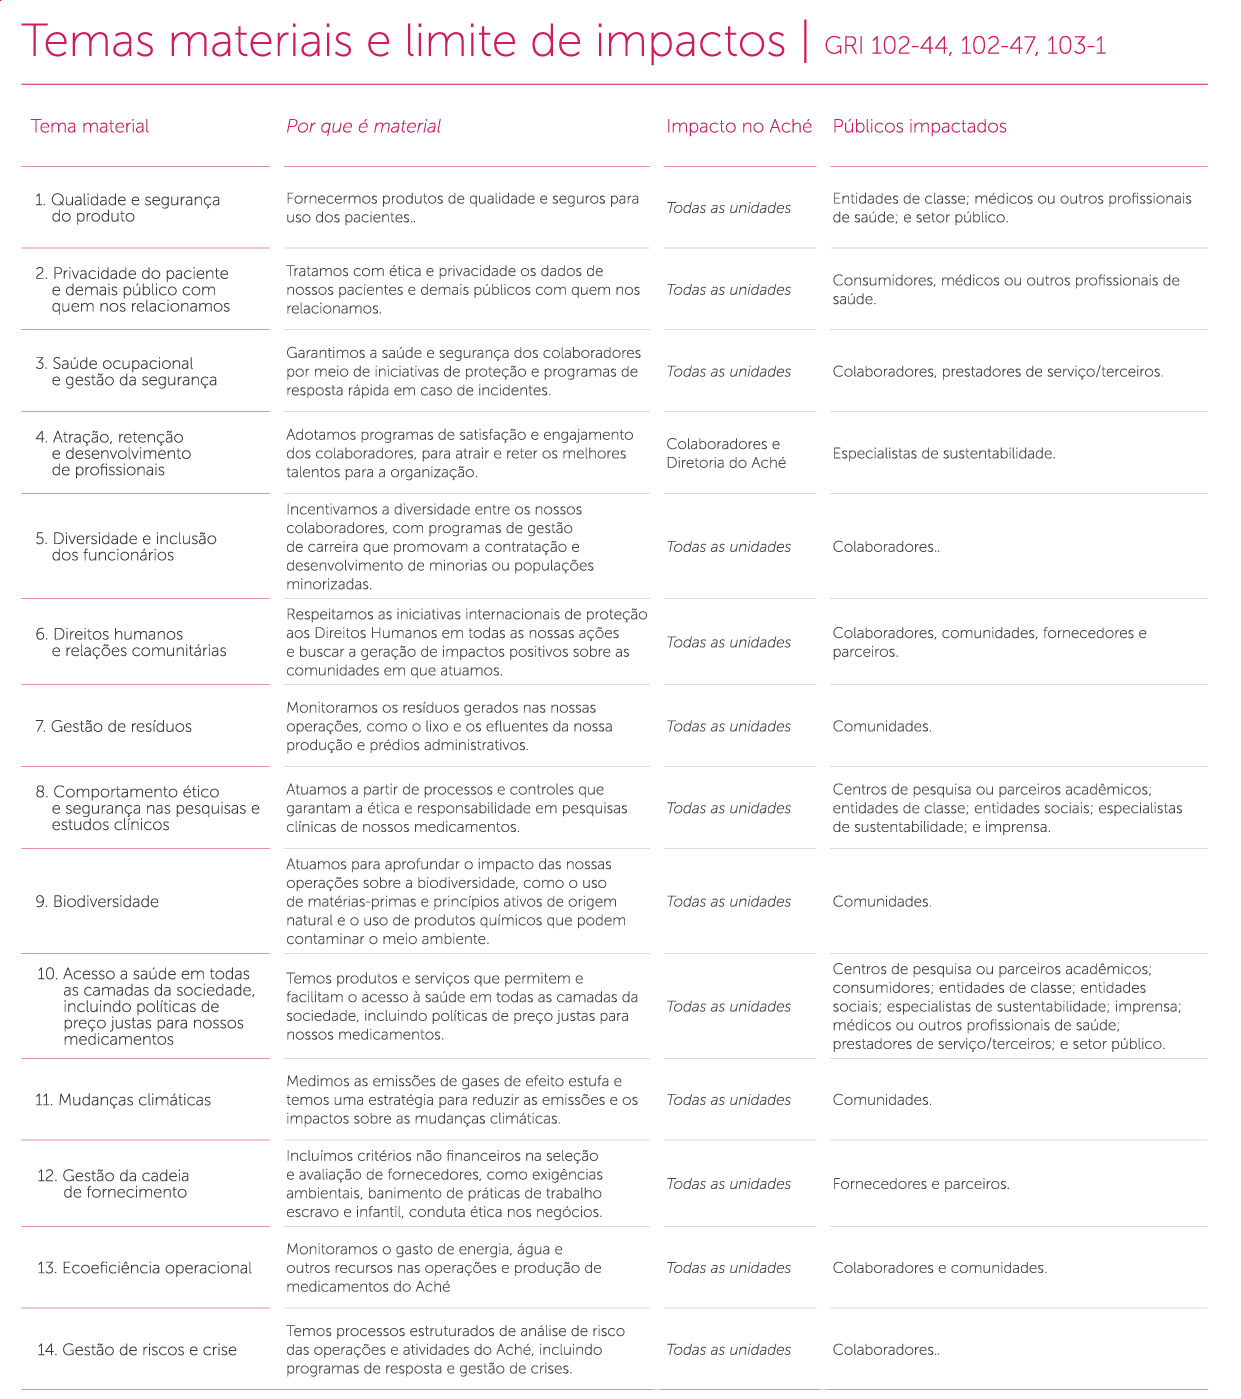 Temas materiais e limite de impactos | GRI 102-44, 102-47, 103-1
Tema material
Por que é material
Impacto no Aché
Públicos impactados
1. Qualidade e segurança
do produto
Fornecermos produtos de qualidade e seguros para
uso dos pacientes..
Todas as unidades
Entidades de classe; médicos ou outros profissionais
de saúde; e setor público.
2. Privacidade do paciente
e demais público com
quem nos relacionamos
Tratamos com ética e privacidade os dados de
nossos pacientes e demais públicos com quem nos
relacionamos.
Todas as unidades
Consumidores, médicos ou outros profissionais de
saúde.
3. Saúde ocupacional
e gestão da segurança
Garantimos a saúde e segurança dos colaboradores
por meio de iniciativas de proteção e programas de
resposta rápida em caso de incidentes.
Todas as unidades
Colaboradores, prestadores de serviço/terceiros.
4. Atração, retenção
e desenvolvimento
de profissionais
Adotamos programas de satisfação e engajamento
dos colaboradores, para atrair e reter os melhores
talentos para a organização.
Colaboradores e
Diretoria do Aché
Especialistas de sustentabilidade.
5. Diversidade e inclusão
dos funcionários
Incentivamos a diversidade entre os nossos
colaboradores, com programas de gestão
de carreira que promovam a contratação e
desenvolvimento de minorias ou populações
minorizadas.
Todas as unidades
Colaboradores..
6. Direitos humanos
e relações comunitárias
Respeitamos as iniciativas internacionais de proteção
aos Direitos Humanos em todas as nossas ações
e buscar a geração de impactos positivos sobre as
comunidades em que atuamos.
Todas as unidades
Colaboradores, comunidades, fornecedores e
parceiros.
7. Gestão de resíduos
Monitoramos os resíduos gerados nas nossas
operações, como o lixo e os efluentes da nossa
produção e prédios administrativos.
Todas as unidades
Comunidades.
8. Comportamento ético
e segurança nas pesquisas e
estudos clínicos
Atuamos a partir de processos e controles que
garantam a ética e responsabilidade em pesquisas
clínicas de nossos medicamentos.
Todas as unidades
Centros de pesquisa ou parceiros acadêmicos;
entidades de classe; entidades sociais; especialistas
de sustentabilidade; e imprensa.
9. Biodiversidade
Atuamos para aprofundar o impacto das nossas
operações sobre a biodiversidade, como o uso
de matérias-primas e princípios ativos de origem
natural e o uso de produtos químicos que podem
contaminar o meio ambiente.
Todas as unidades
Comunidades.
10. Acesso a saúde em todas
as camadas da sociedade,
incluindo políticas de
preço justas para nossos
medicamentos
Temos produtos e serviços que permitem e
facilitam o acesso à saúde em todas as camadas da
sociedade, incluindo políticas de preço justas para
nossos medicamentos.
Todas as unidades
Centros de pesquisa ou parceiros acadêmicos;
consumidores; entidades de classe; entidades
sociais; especialistas de sustentabilidade; imprensa;
médicos ou outros profissionais de saúde;
prestadores de serviço/terceiros; e setor público.
11. Mudanças climáticas
Medimos as emissões de gases de efeito estufa e
temos uma estratégia para reduzir as emissões e os
impactos sobre as mudanças climáticas.
Todas as unidades
Comunidades.
12. Gestão da cadeia
de fornecimento
Incluímos critérios não financeiros na seleção
e avaliação de fornecedores, como exigências
ambientais, banimento de práticas de trabalho
escravo e infantil, conduta ética nos negócios.
Todas as unidades
Fornecedores e parceiros.
13. Ecoeficiência operacional
Monitoramos o gasto de energia, água e
outros recursos nas operações e produção de
medicamentos do Aché
Todas as unidades
Colaboradores e comunidades.
14. Gestão de riscos e crise
Temos processos estruturados de análise de risco
das operações e atividades do Aché, incluindo
programas de resposta e gestão de crises.
Todas as unidades
Colaboradores..